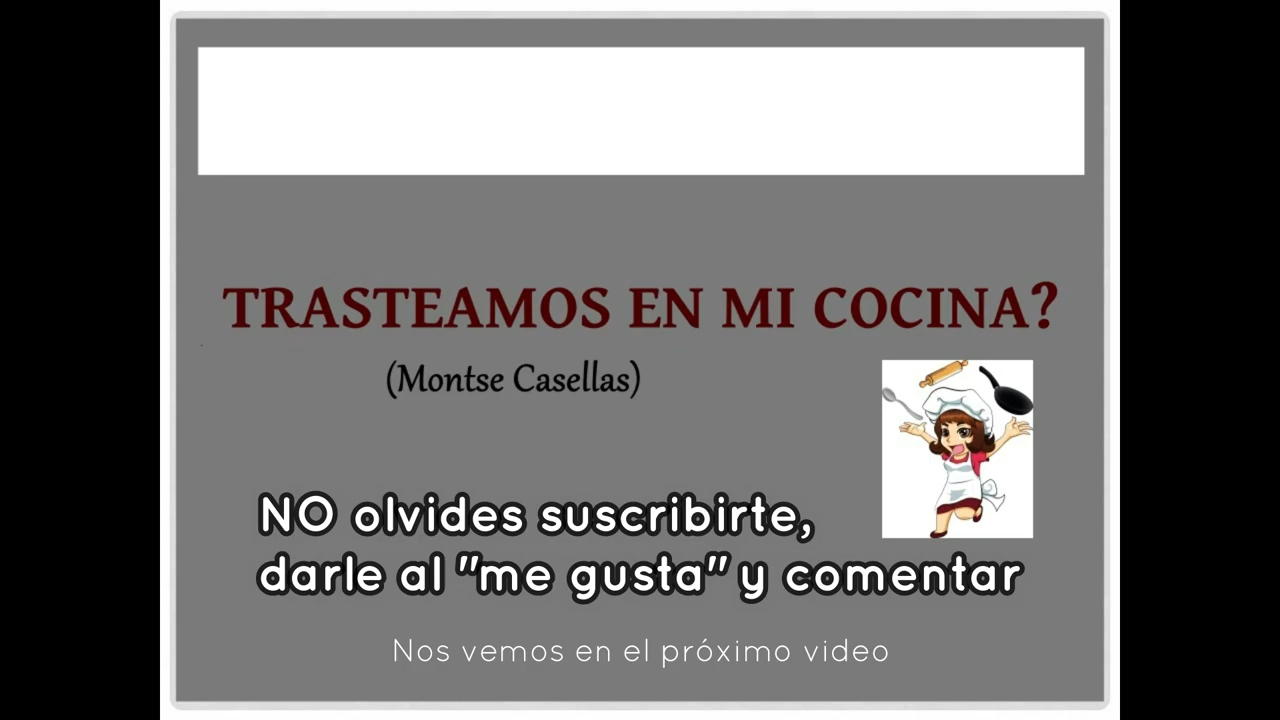 TRASTEAMOS EN MI COCINA?
(Montse Casellas)
NO olvides suscribirte,
darle al "me gusta" y comentar
Nos vemos en el próximo video